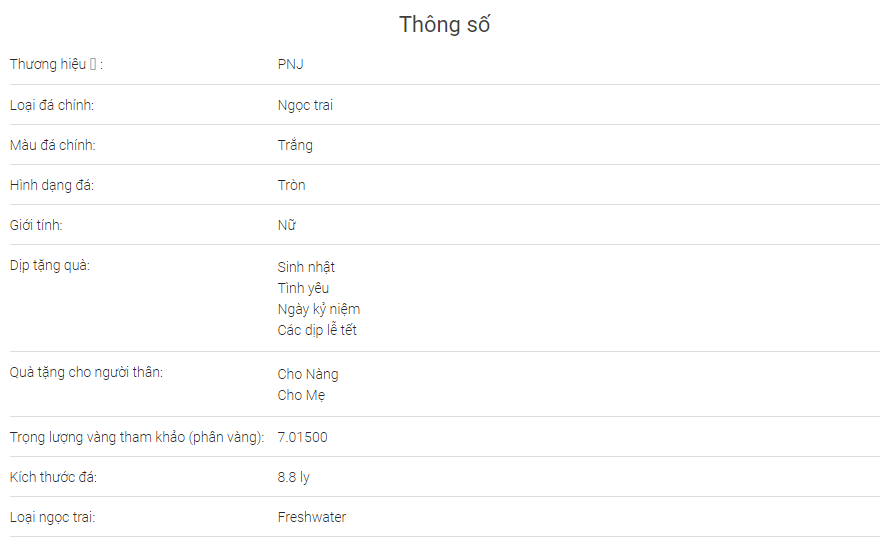 Thông số
Thương hiệu :
PNJ
Loại đá chính:
Ngọc trai
Màu đá chính:
Trắng
Hình dạng đá:
Tròn
Giới tính:
Nữ
Dịp tặng quà:
Sinh nhật
Tình yêu
Ngày kỷ niệm
Các dịp lễ tết
Quà tặng cho người thân:
Cho Nàng
Cho Mẹ
Trọng lượng vàng tham khảo (phân vàng):
7.01500
Kích thước đá:
8.8 ly
Loại ngọc trai:
Freshwater